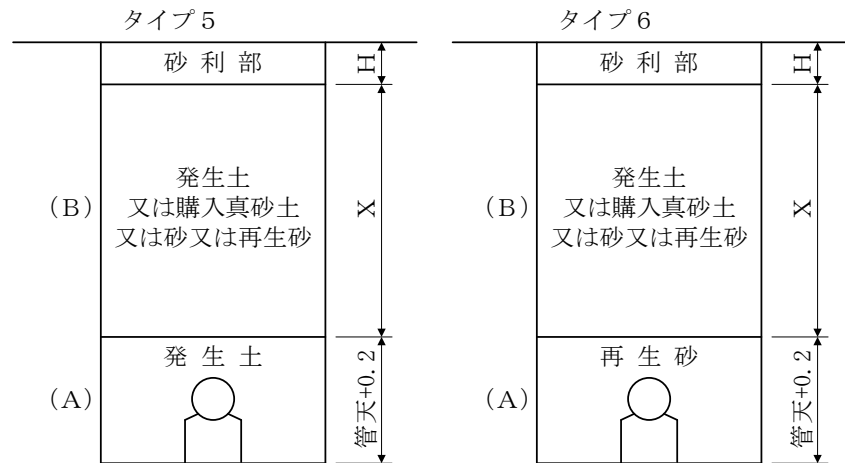 タイプ５
砂 利 部
H
（Ｂ）
発生土
又は購入真砂土
又は砂又は再生砂
X
発 生 土
（Ａ）
管天+0.2
タイプ６
砂 利 部
H
（Ｂ）
発生土
又は購入真砂土
又は砂又は再生砂
X
再 生 砂
（Ａ）
管天+0.2